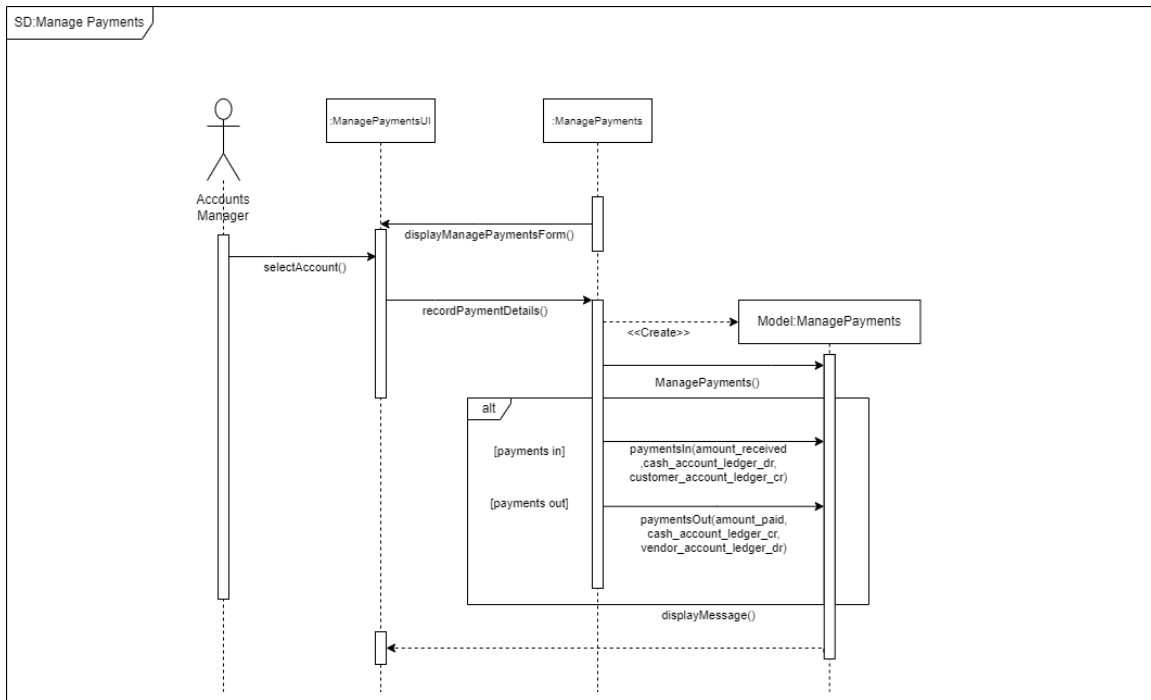 SD:Manage Payments
:ManagePaymentsUI
:ManagePayments
Accounts
Manager
displayManagePaymentsForm()
selectAccount()
recordPaymentDetails()
<<Create>>
Model:ManagePayments
ManagePayments()
alt
[payments in]
paymentsIn(amount_received
,cash_account_ledger_dr,
customer_account_ledger_cr)
[payments out]
paymentsOut(amount_paid,
cash_account_ledger_cr,
vendor_account_ledger_dr)
displayMessage()